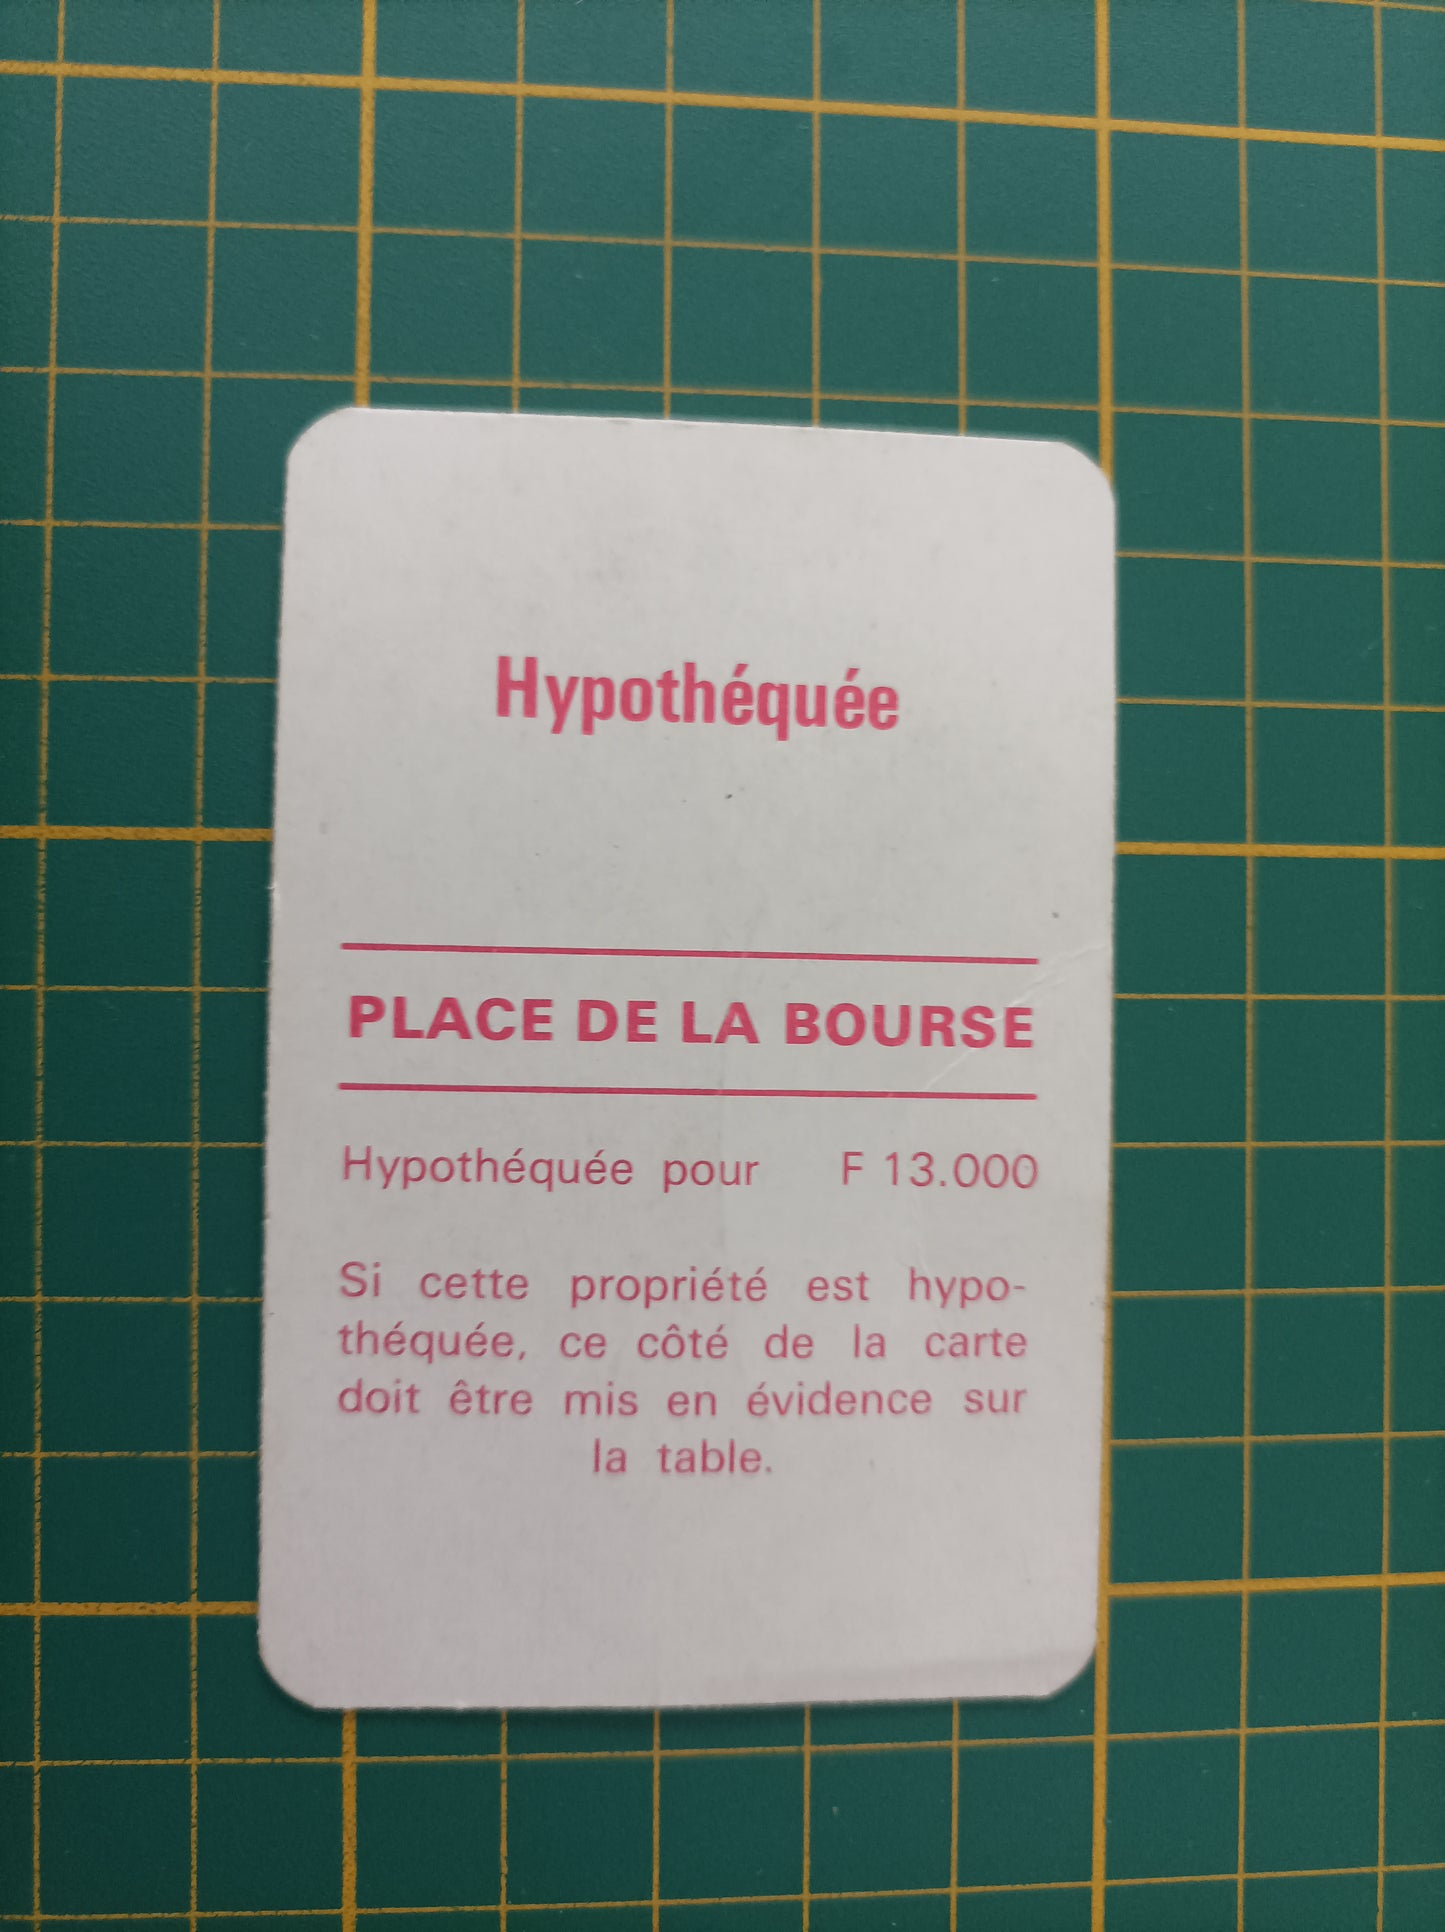 Hypothéquée
PLACE DE LA BOURSE
Hypothéquée pour F 13.000
Si cette propriété est hypo-
théquée, ce côté de la carte
doit être mis en évidence sur
la table.